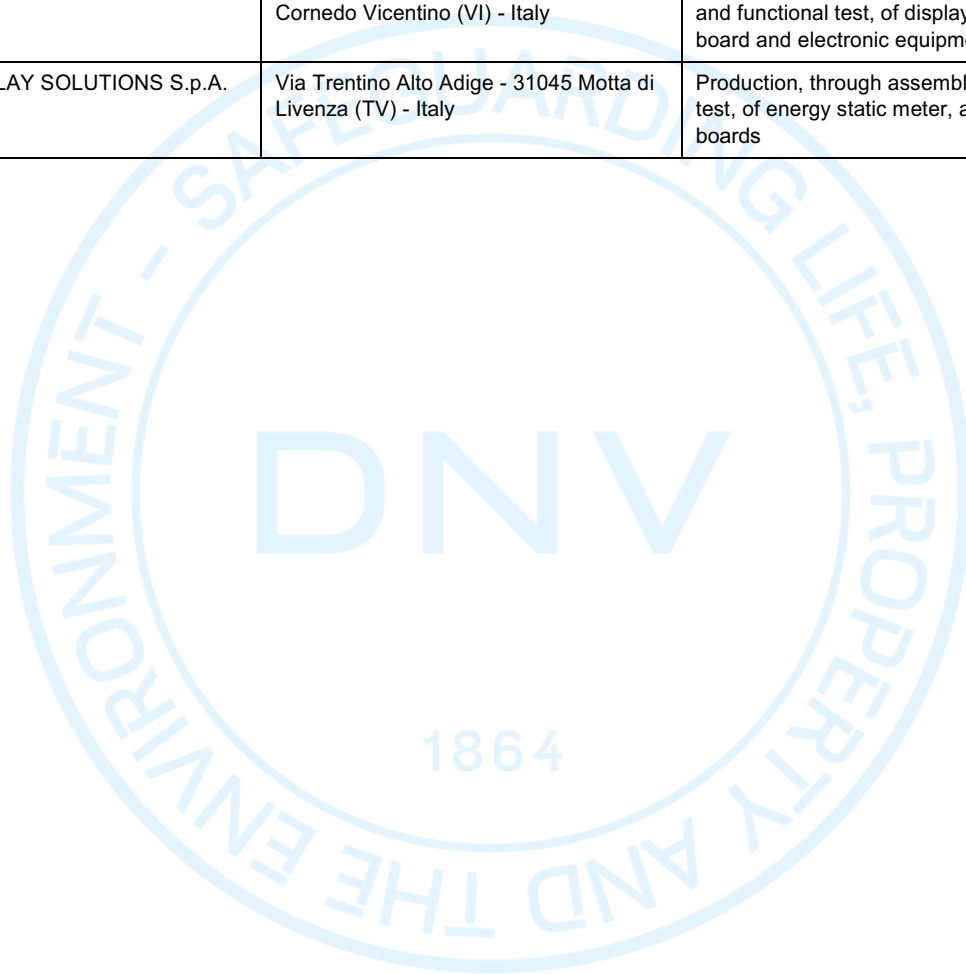 Cornedo Vicentino (VI) - Italy
and functional test, of display
board and electronic equipme
LAY SOLUTIONS S.p.A.
Via Trentino Alto Adige - 31045 Motta di
Livenza (TV) - Italy
Production, through assembl
test, of energy static meter, a
boards
SAFEGUARDING LIFE, PROPERTY AND THE ENVIRONMENT -
DNV
1864